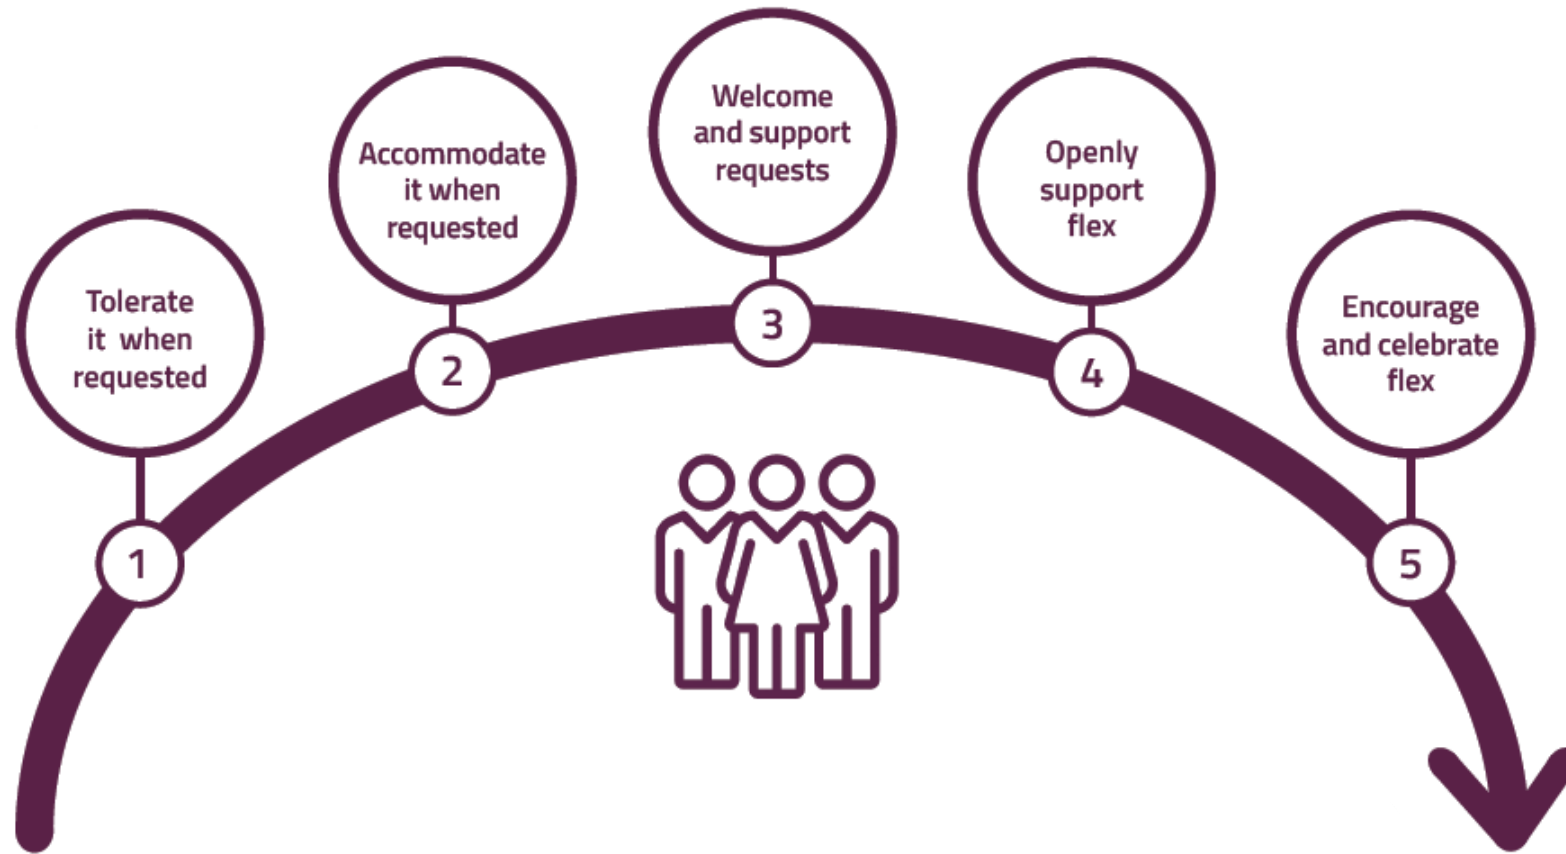 Tolerate
it when
requested
1
Accommodate
it when
requested
2
Welcome
and support
requests
3
Openly
support
flex
4
Encourage
and celebrate
flex
5